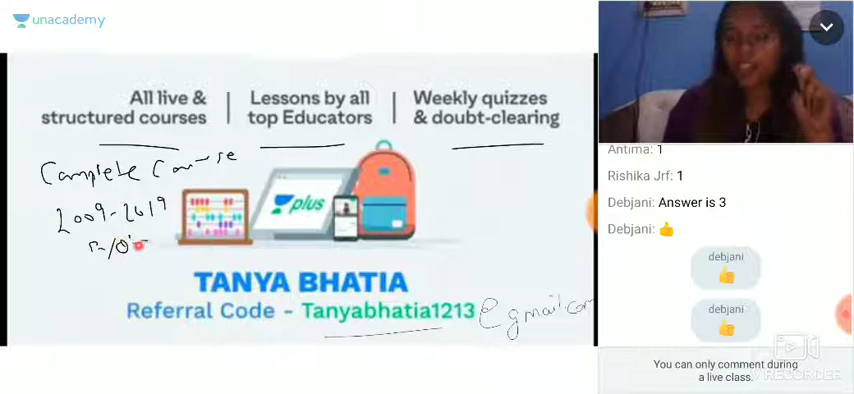 unacademy
All live & structured courses
Lessons by all top Educators
Weekly quizzes & doubt-clearing
Complete Course
2009-2019
plus
TANYA BHATIA
Referral Code - Tanyabhatia1213 @gmail.com
Antima: 1
Rishika Jrf: 1
Debjani: Answer is 3
Debjani: 👍
debjani
👍
debjani
👍
You can only comment during a live class.
RECORDER